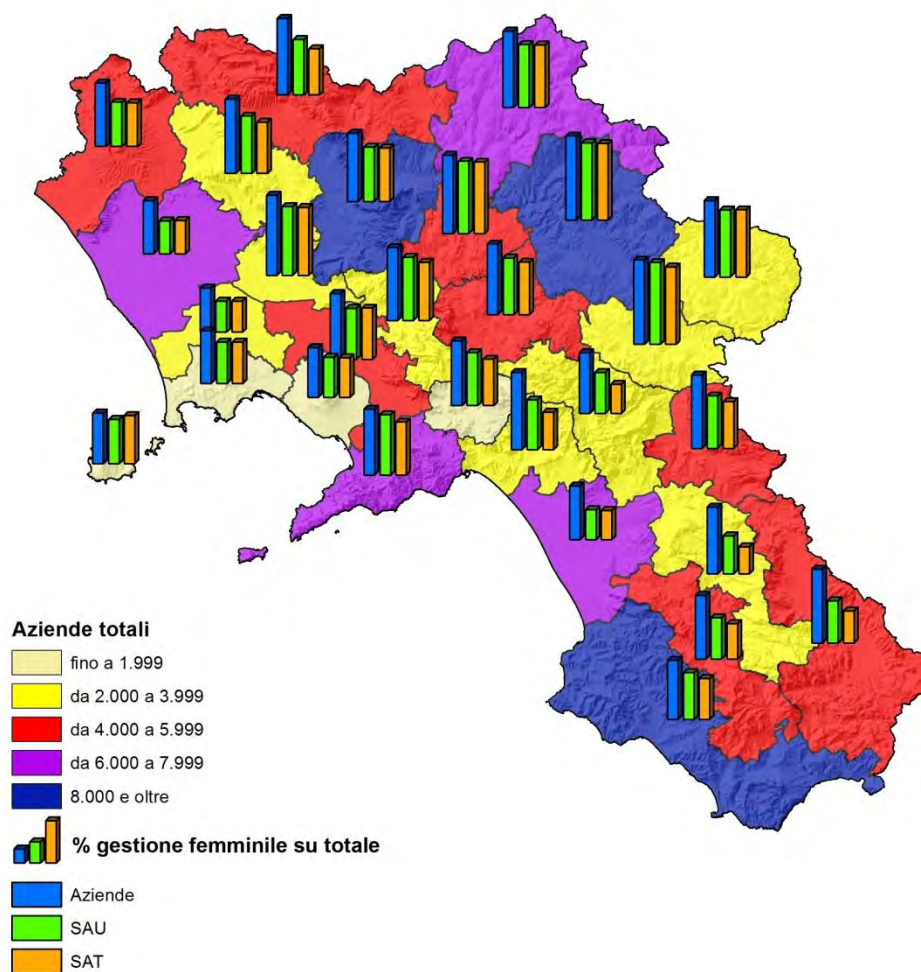 Aziende totali
fino a 1.999
da 2.000 a 3.999
da 4.000 a 5.999
da 6.000 a 7.999
8.000 e oltre
% gestione femminile su totale
Aziende
SAU
SAT